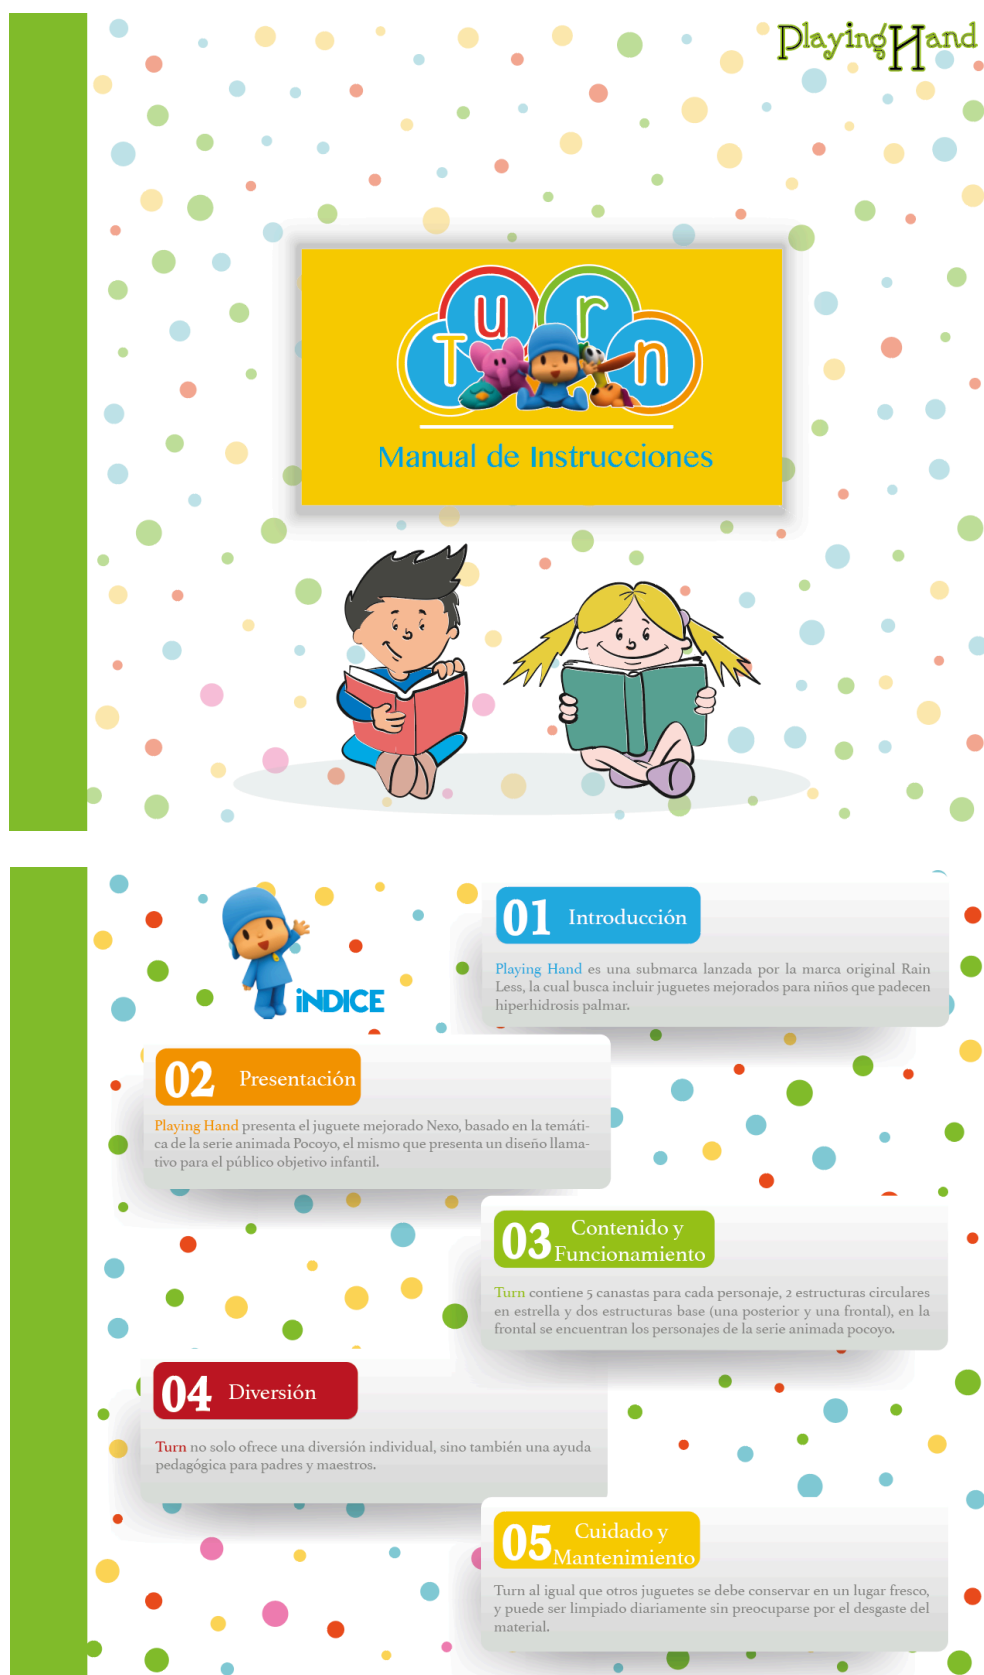 PlayingHand
Turn
Manual de Instrucciones
iNDICE
01 Introducción
Playing Hand es una submarca lanzada por la marca original Rain
Less, la cual busca incluir juguetes mejorados para niños que padecen
hiperhidrosis palmar.
02 Presentación
Playing Hand presenta el juguete mejorado Nexo, basado en la temáti-
ca de la serie animada Pocoyo, el mismo que presenta un diseño llama-
tivo para el público objetivo infantil.
03 Contenido y
Funcionamiento
Turn contiene 5 canastas para cada personaje, 2 estructuras circulares
en estrella y dos estructuras base (una posterior y una frontal), en la
frontal se encuentran los personajes de la serie animada pocoyo.
04 Diversión
Turn no solo ofrece una diversión individual, sino también una ayuda
pedagógica para padres y maestros.
05 Cuidado y
Mantenimiento
Turn al igual que otros juguetes se debe conservar en un lugar fresco,
y puede ser limpiado diariamente sin preocuparse por el desgaste del
material.